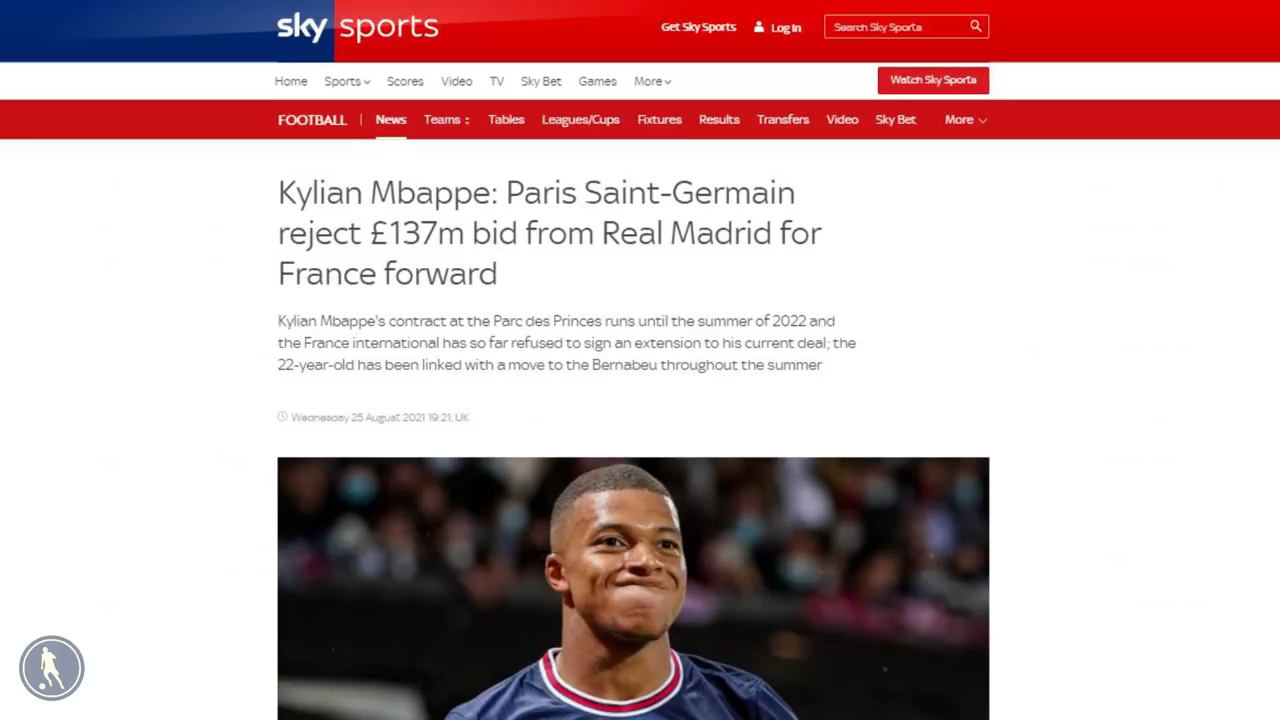 sky sports
Get Sky Sports Log In Search Sky Sports
Home Sports Scores Video TV Sky Bet Games More Watch Sky Sports
FOOTBALL | News Teams Tables Leagues/Cups Fixtures Results Transfers Video Sky Bet More
Kylian Mbappe: Paris Saint-Germain
reject £137m bid from Real Madrid for
France forward
Kylian Mbappe's contract at the Parc des Princes runs until the summer of 2022 and
the France international has so far refused to sign an extension to his current deal; the
22-year-old has been linked with a move to the Bernabeu throughout the summer
Wednesday 25 August 2021 19:21, UK